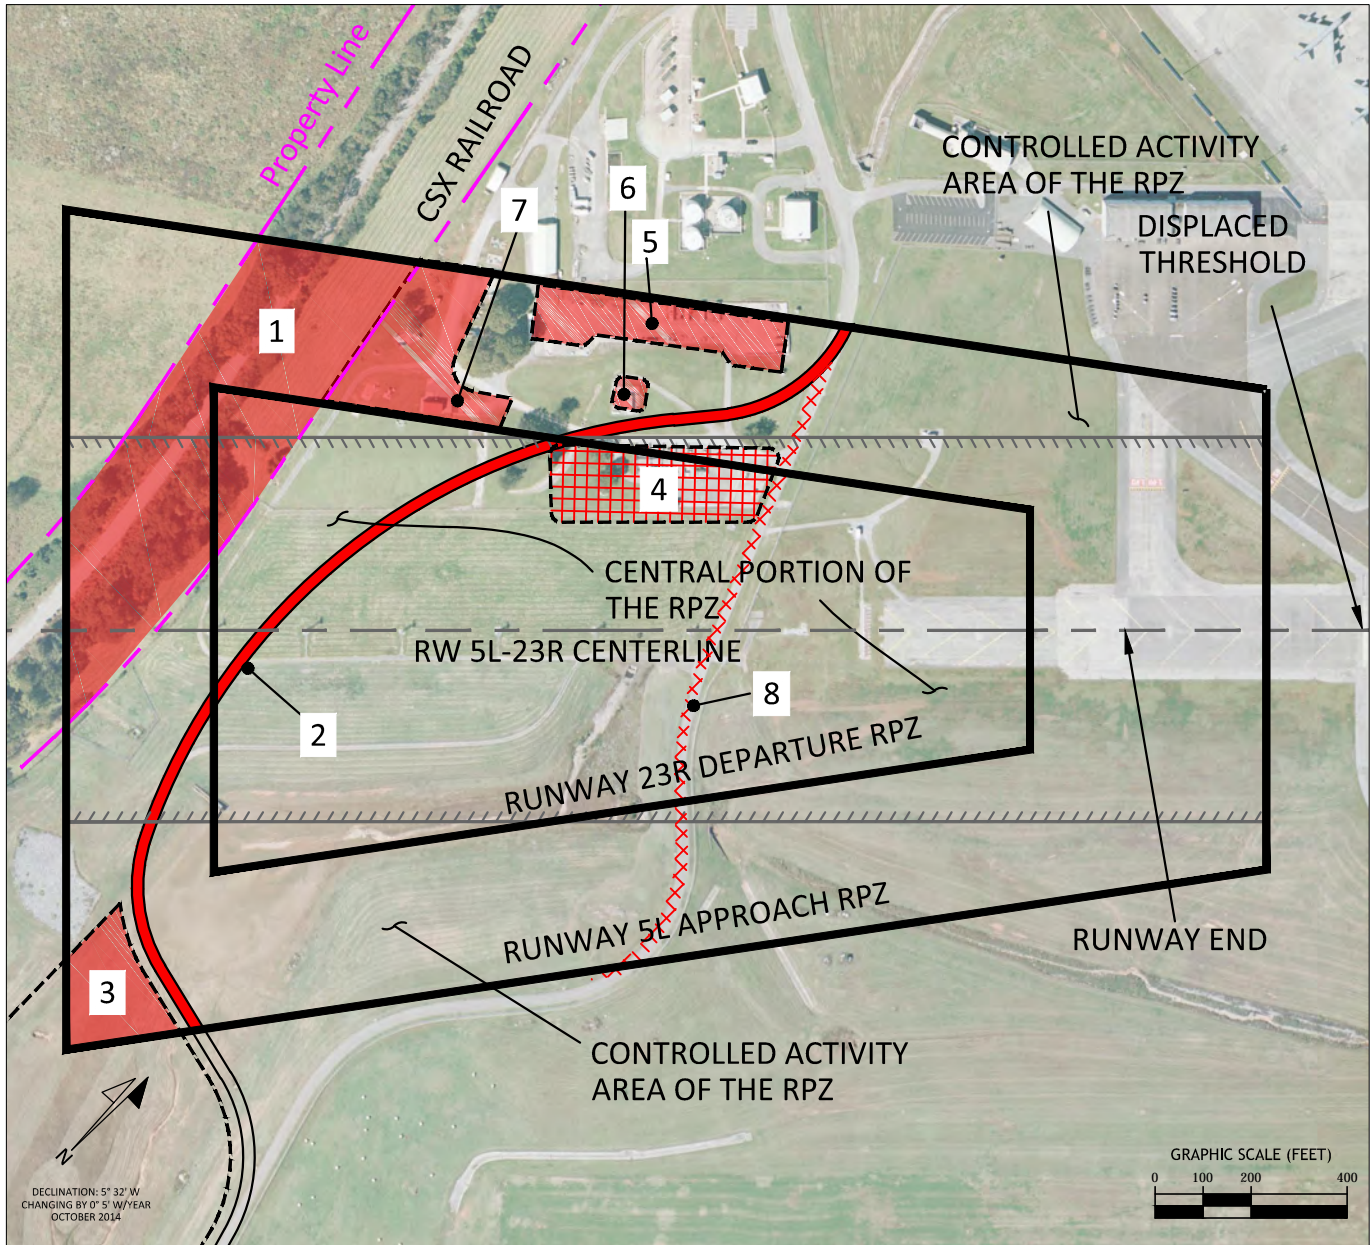 Property Line
CSX RAILROAD
CONTROLLED ACTIVITY
AREA OF THE RPZ
DISPLACED
THRESHOLD
7
6
5
1
4
CENTRAL PORTION OF
THE RPZ
RW 5L-23R CENTERLINE
2
8
RUNWAY 23R DEPARTURE RPZ
RUNWAY 5L APPROACH RPZ
RUNWAY END
3
CONTROLLED ACTIVITY
AREA OF THE RPZ
N
DECLINATION: 5° 32' W
CHANGING BY 0° 5' W/YEAR
OCTOBER 2014
GRAPHIC SCALE (FEET)
0 100 200 400